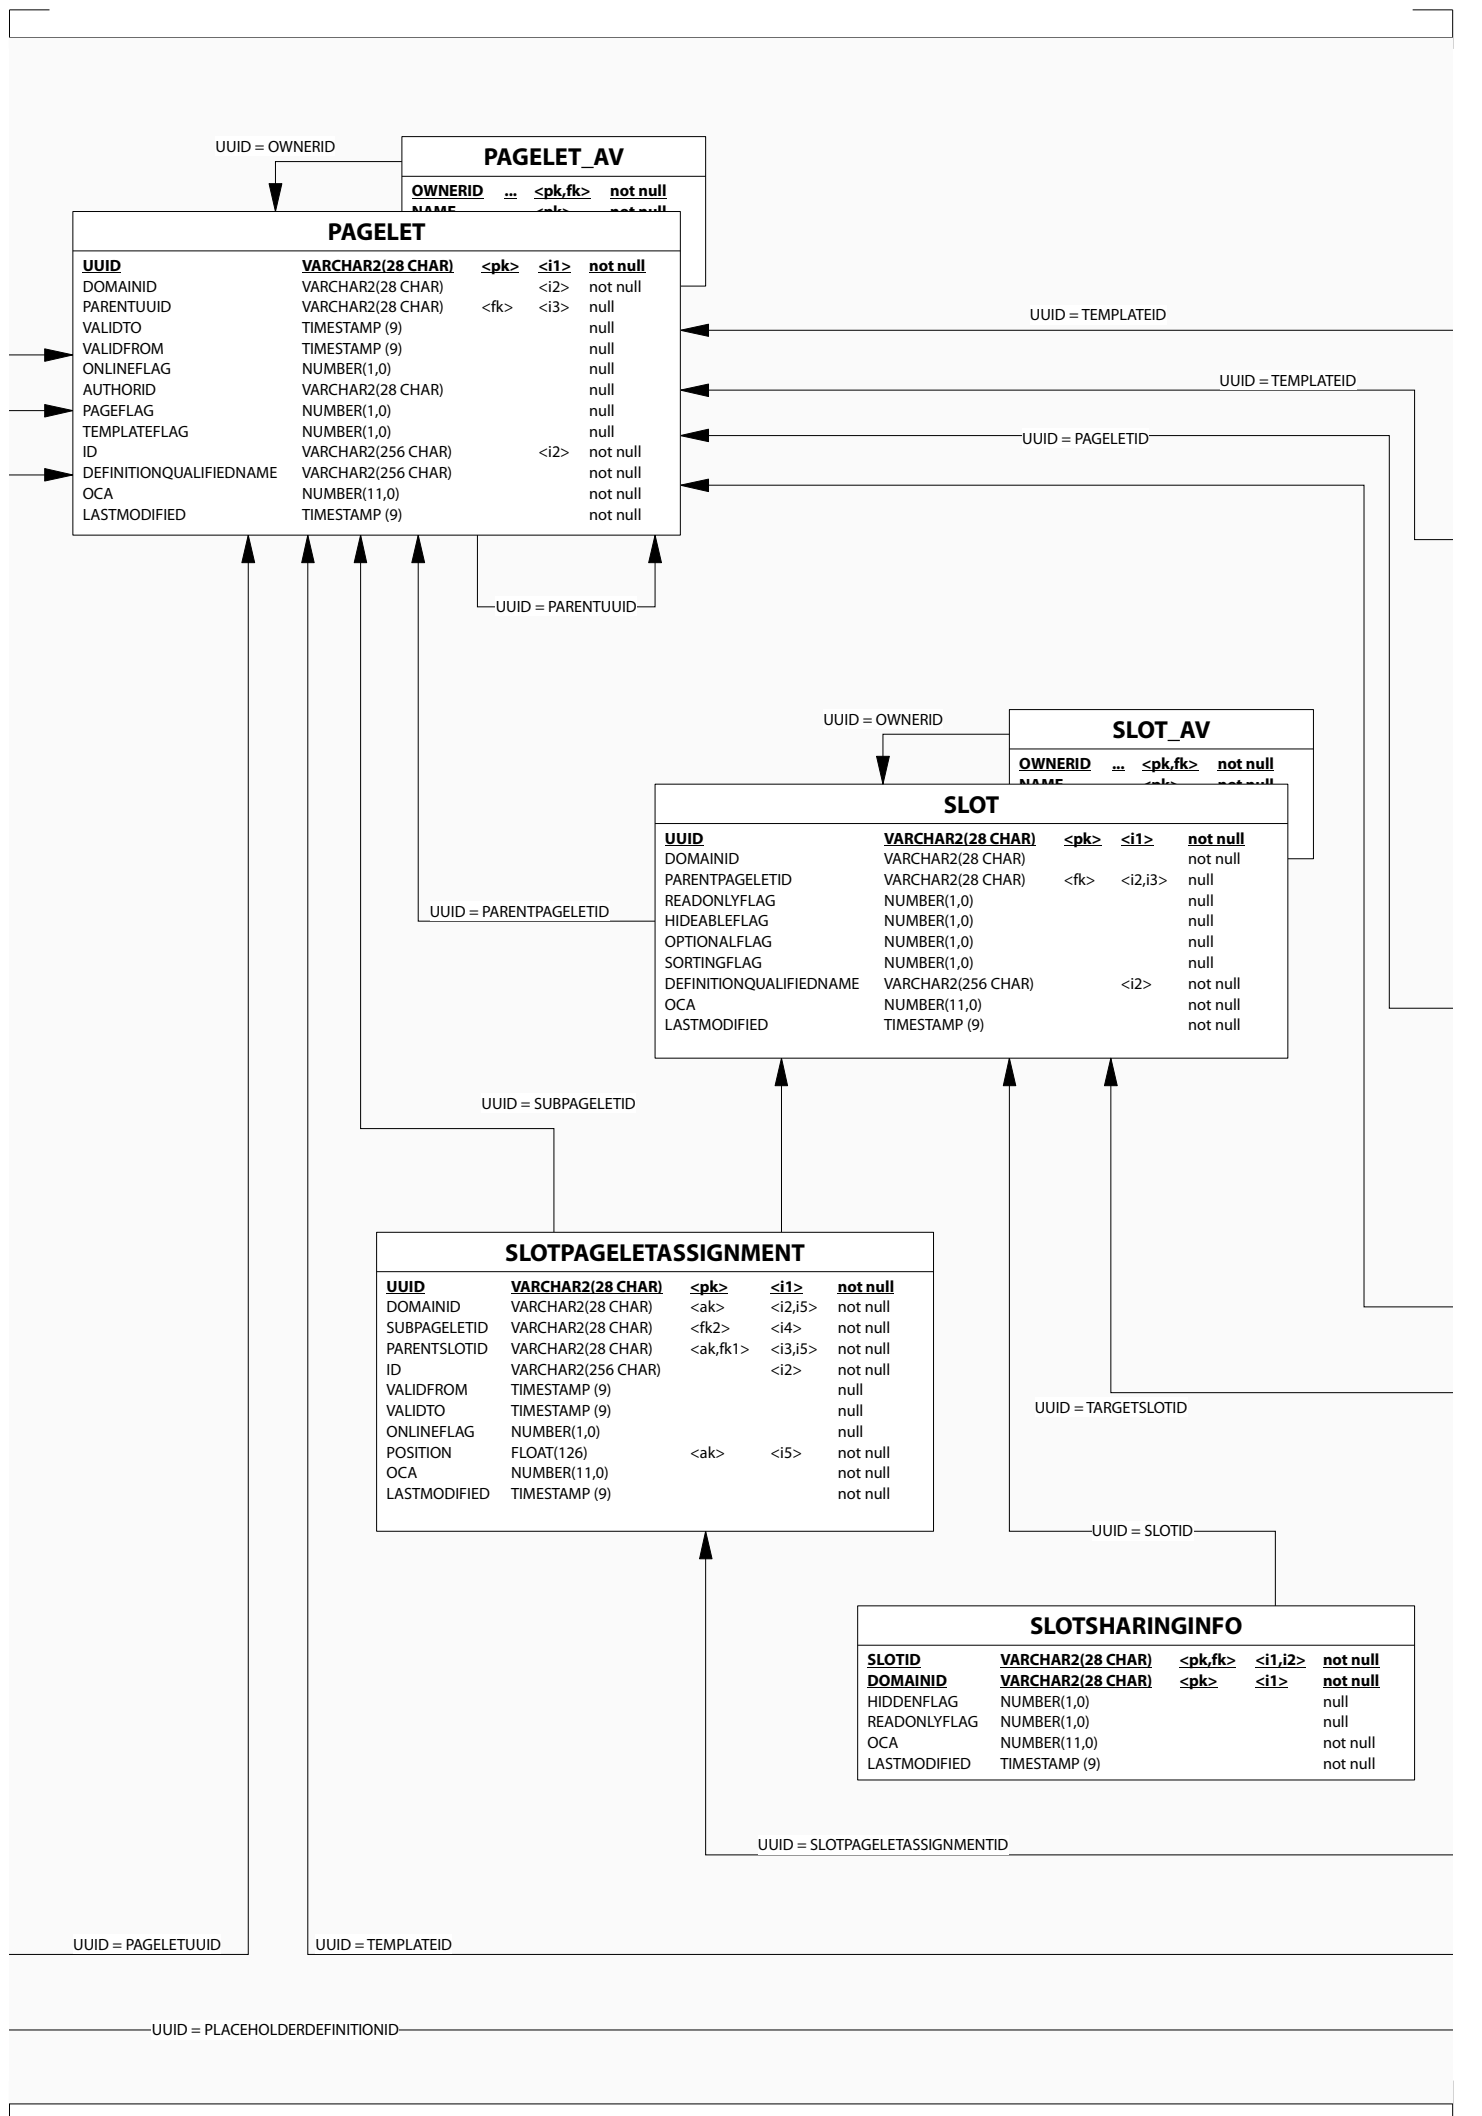 UUID = OWNERID
PAGELET_AV
OWNERID ... <pk,fk> not null
NAME <pk> not null
PAGELET
UUID VARCHAR2(28 CHAR) <pk> <i1> not null
DOMAINID VARCHAR2(28 CHAR) <i2> not null
PARENTUUID VARCHAR2(28 CHAR) <fk> <i3> null
VALIDTO TIMESTAMP (9) null
VALIDFROM TIMESTAMP (9) null
ONLINEFLAG NUMBER(1,0) null
AUTHORID VARCHAR2(28 CHAR) null
PAGEFLAG NUMBER(1,0) null
TEMPLATEFLAG NUMBER(1,0) null
ID VARCHAR2(256 CHAR) <i2> not null
DEFINITIONQUALIFIEDNAME VARCHAR2(256 CHAR) not null
OCA NUMBER(11,0) not null
LASTMODIFIED TIMESTAMP (9) not null
UUID = TEMPLATEID
UUID = TEMPLATEID
UUID = PAGELETID
UUID = PARENTUUID
UUID = OWNERID
SLOT_AV
OWNERID ... <pk,fk> not null
NAME <pk> not null
SLOT
UUID VARCHAR2(28 CHAR) <pk> <i1> not null
DOMAINID VARCHAR2(28 CHAR) not null
PARENTPAGELETID VARCHAR2(28 CHAR) <fk> <i2,i3> null
READONLYFLAG NUMBER(1,0) null
HIDEABLEFLAG NUMBER(1,0) null
OPTIONALFLAG NUMBER(1,0) null
SORTINGFLAG NUMBER(1,0) null
DEFINITIONQUALIFIEDNAME VARCHAR2(256 CHAR) <i2> not null
OCA NUMBER(11,0) not null
LASTMODIFIED TIMESTAMP (9) not null
UUID = PARENTPAGELETID
UUID = SUBPAGELETID
SLOTPAGELETASSIGNMENT
UUID VARCHAR2(28 CHAR) <pk> <i1> not null
DOMAINID VARCHAR2(28 CHAR) <ak> <i2,i5> not null
SUBPAGELETID VARCHAR2(28 CHAR) <fk2> <i4> not null
PARENTSLOTID VARCHAR2(28 CHAR) <ak,fk1> <i3,i5> not null
ID VARCHAR2(256 CHAR) <i2> not null
VALIDFROM TIMESTAMP (9) null
VALIDTO TIMESTAMP (9) null
ONLINEFLAG NUMBER(1,0) null
POSITION FLOAT(126) <ak> <i5> not null
OCA NUMBER(11,0) not null
LASTMODIFIED TIMESTAMP (9) not null
UUID = TARGETSLOTID
UUID = SLOTID
SLOTSHARINGINFO
SLOTID VARCHAR2(28 CHAR) <pk,fk> <i1,i2> not null
DOMAINID VARCHAR2(28 CHAR) <pk> <i1> not null
HIDDENFLAG NUMBER(1,0) null
READONLYFLAG NUMBER(1,0) null
OCA NUMBER(11,0) not null
LASTMODIFIED TIMESTAMP (9) not null
UUID = SLOTPAGELETASSIGNMENTID
UUID = PAGELETUUID
UUID = TEMPLATEID
UUID = PLACEHOLDERDEFINITIONID